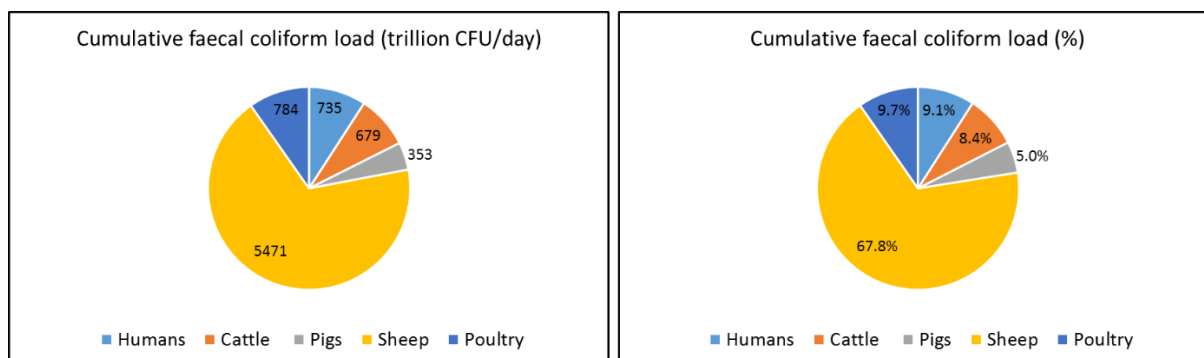 Cumulative faecal coliform load (trillion CFU/day)
784
735
679
353
5471
Humans Cattle Pigs Sheep Poultry
Cumulative faecal coliform load (%)
9.7%
9.1%
8.4%
5.0%
67.8%
Humans Cattle Pigs Sheep Poultry